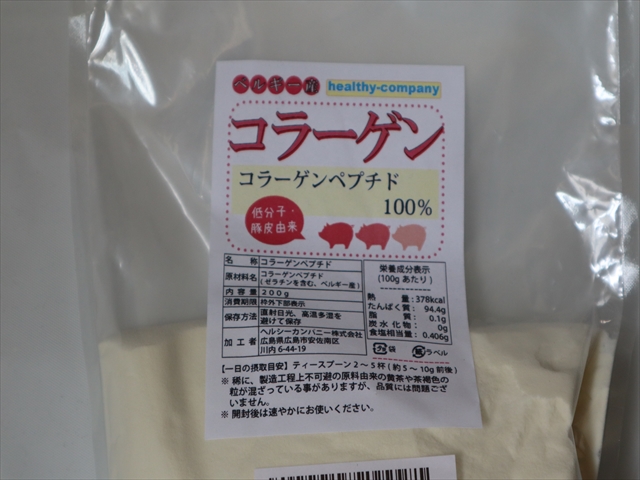 ベルギー産 healthy-company
コラーゲン
コラーゲンペプチド
100%
低分子・
豚皮由来
名 称 コラーゲンペプチド
原材料名 コラーゲンペプチド
(ゼラチンを含む、ベルギー産)
内容量 200g
消費期限 枠外下部表示
保存方法 直射日光、高温多湿を
避けて保存
加工者 ヘルシーカンパニー株式会社
広島県広島市安佐南区
川内 6-44-19
栄養成分表示
(100g あたり)
熱 量:378kcal
たんぱく質: 94.4g
脂 質: 0.1g
炭水化物: 0g
食塩相当量:0.406g
プラ 袋 紙 ラベル
【一日の摂取目安】ティースプーン2～5杯(約5～10g前後)
※ 稀に、製造工程上不可避の原料由来の黄茶や茶褐色の
粒が混ざっている事がありますが、品質には問題ござ
いません。
※ 開封後は速やかにお使いください。